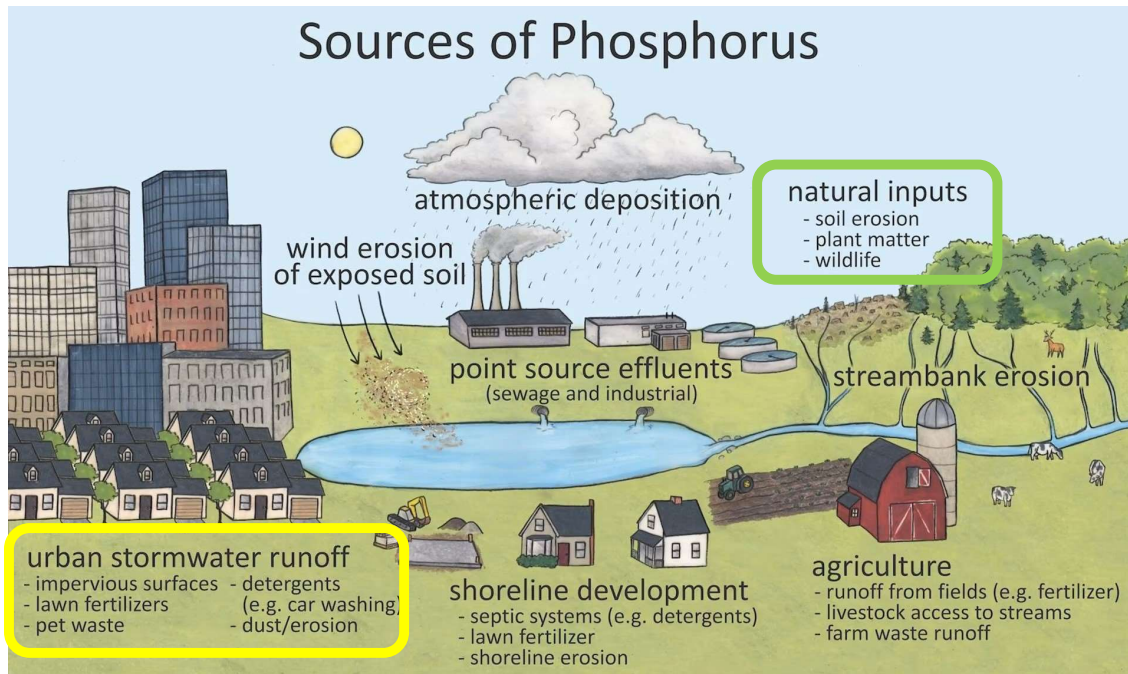 Sources of Phosphorus
atmospheric deposition
natural inputs
- soil erosion
- plant matter
- wildlife
wind erosion
of exposed soil
point source effluents
(sewage and industrial)
streambank erosion
urban stormwater runoff
- impervious surfaces
- lawn fertilizers
- pet waste
- detergents
(e.g. car washing)
- dust/erosion
shoreline development
- septic systems (e.g. detergents)
- lawn fertilizer
- shoreline erosion
agriculture
- runoff from fields (e.g. fertilizer)
- livestock access to streams
- farm waste runoff